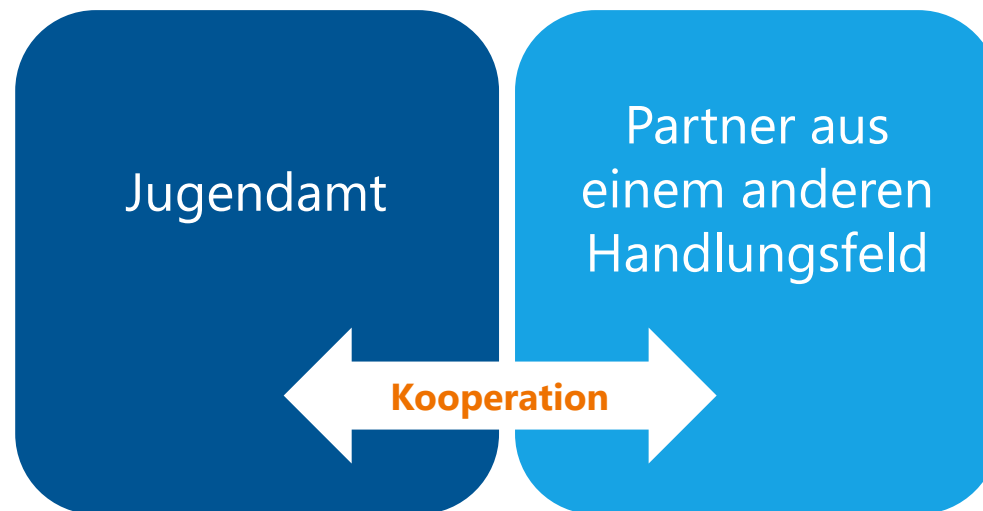 Jugendamt
Partner aus
einem anderen
Handlungsfeld
Kooperation